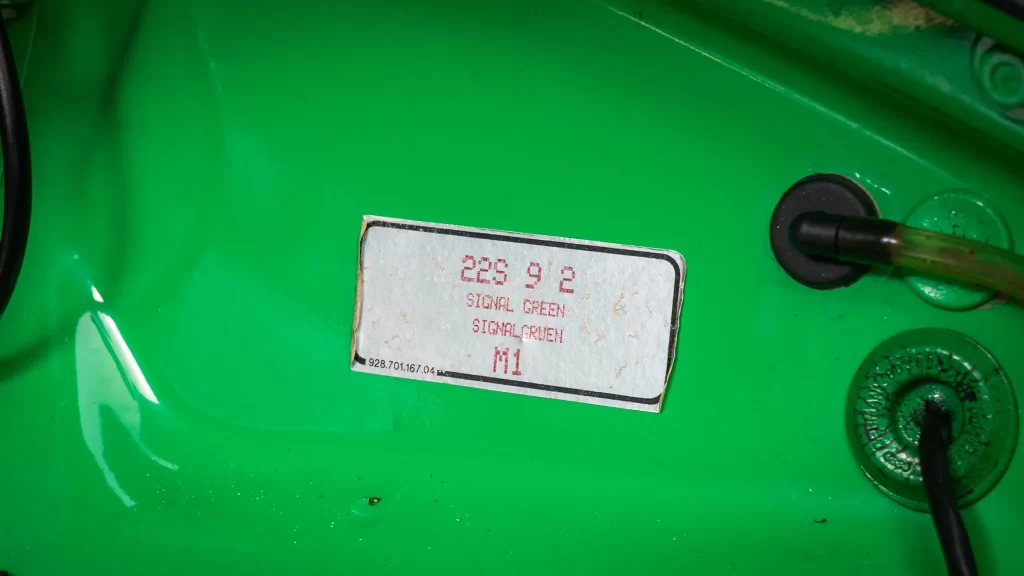 22S 9 2
SIGNAL GREEN
SIGNALGRUEN
M1
928.701.167.04